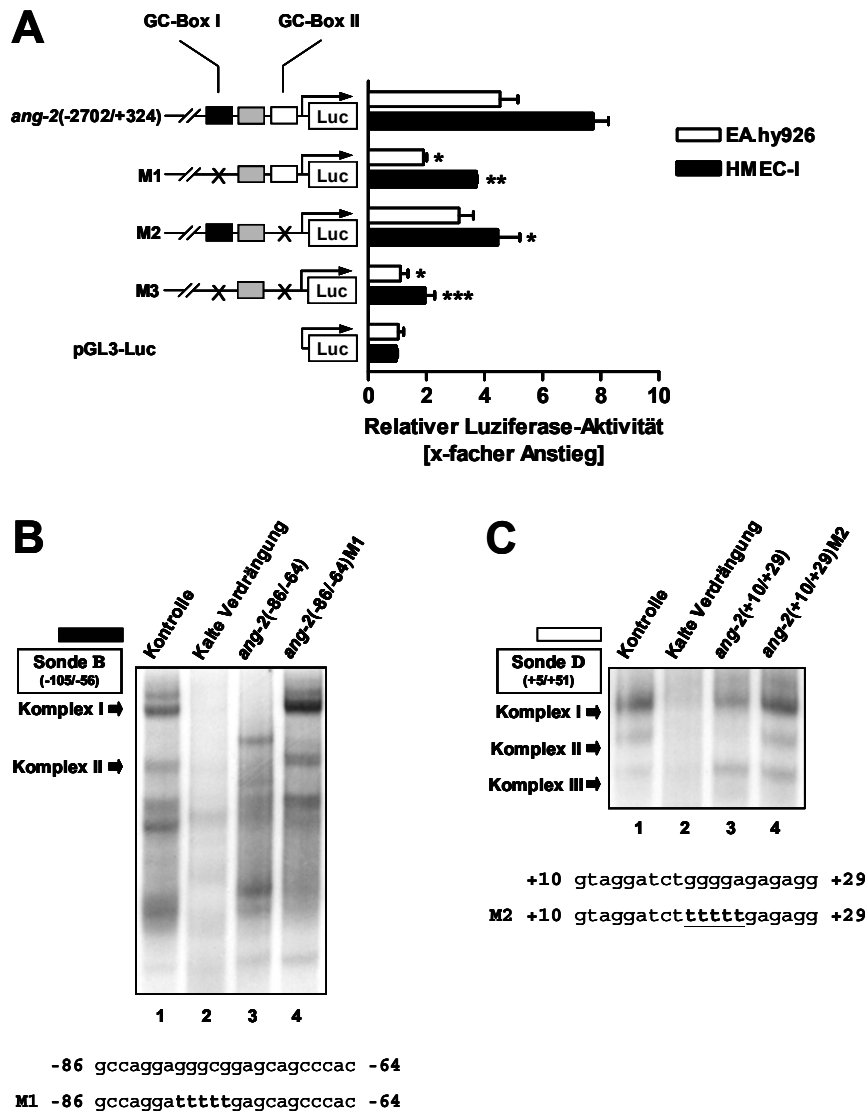 A
GC-Box I
GC-Box II
ang-2(-2702/+324)
Luc
M1
Luc
*
**
M2
Luc
*
M3
Luc
*
***
pGL3-Luc
Luc
EA.hy926
HMEC-I
0 2 4 6 8 10
Relativer Luziferase-Aktivität
[x-facher Anstieg]
B
Kontrolle
Kalte Verdrängung
ang-2(-86/-64)
ang-2(-86/-64)M1
Sonde B
(-105/-56)
Komplex I
Komplex II
1 2 3 4
-86 gccaggagggcggagcagcccac -64
M1 -86 gccaggatttttgagcagcccac -64
C
Kontrolle
Kalte Verdrängung
ang-2(+10/+29)
ang-2(+10/+29)M2
Sonde D
(+5/+51)
Komplex I
Komplex II
Komplex III
1 2 3 4
+10 gtaggatctggggagagagg +29
M2 +10 gtaggatcttttttgagagg +29